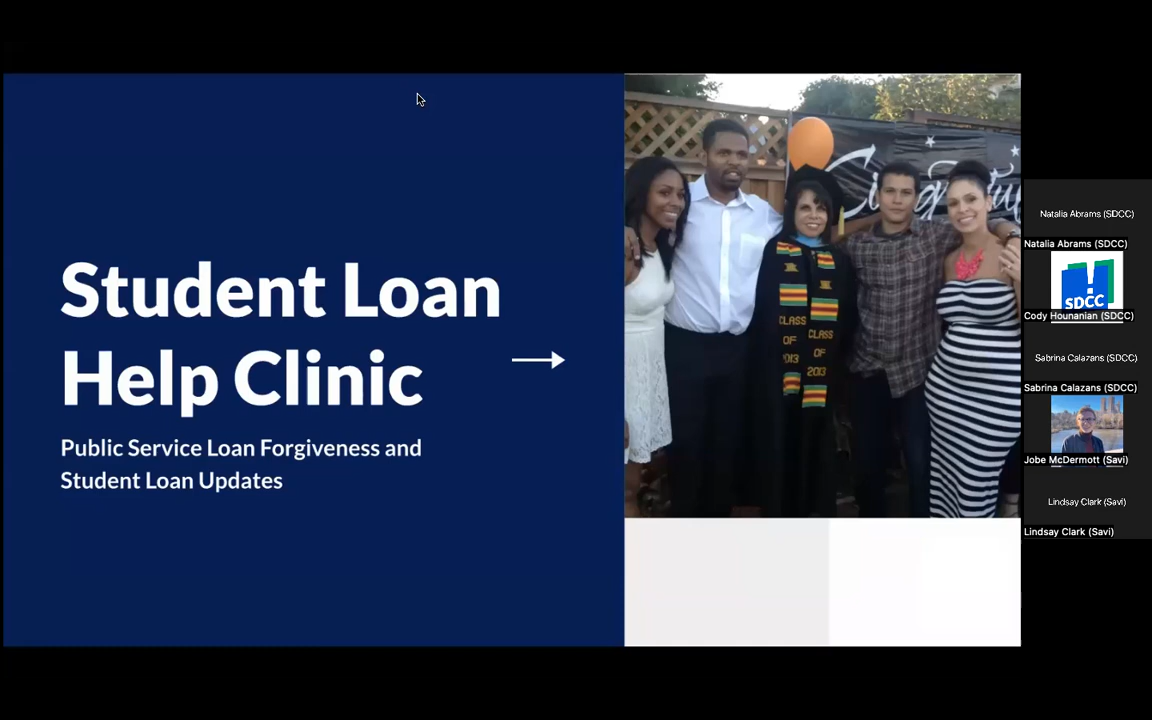 Student Loan
Help Clinic
Public Service Loan Forgiveness and
Student Loan Updates
CLASS
OF
2013
CLASS
OF
2013
Natalia Abrams (SDCC)
Natalia Abrams (SDCC)
SDCC
Cody Hounanian (SDCC)
Sabrina Calazans (SDCC)
Sabrina Calazans (SDCC)
Jobe McDermott (Savi)
Lindsay Clark (Savi)
Lindsay Clark (Savi)